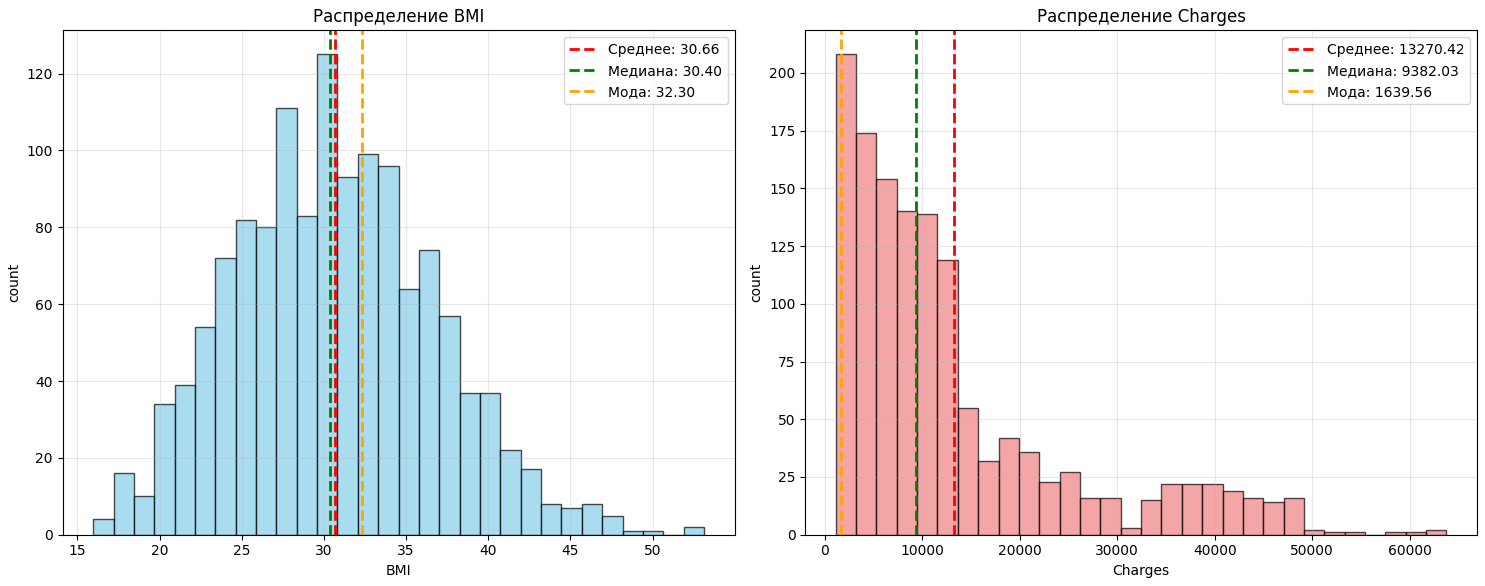 Распределение BMI
Среднее: 30.66
Медиана: 30.40
Мода: 32.30
120
100
80
60
40
20
0
count
15
20
25
30
35
40
45
50
BMI
Распределение Charges
Среднее: 13270.42
Медиана: 9382.03
Мода: 1639.56
200
175
150
125
100
75
50
25
0
count
0
10000
20000
30000
40000
50000
60000
Charges